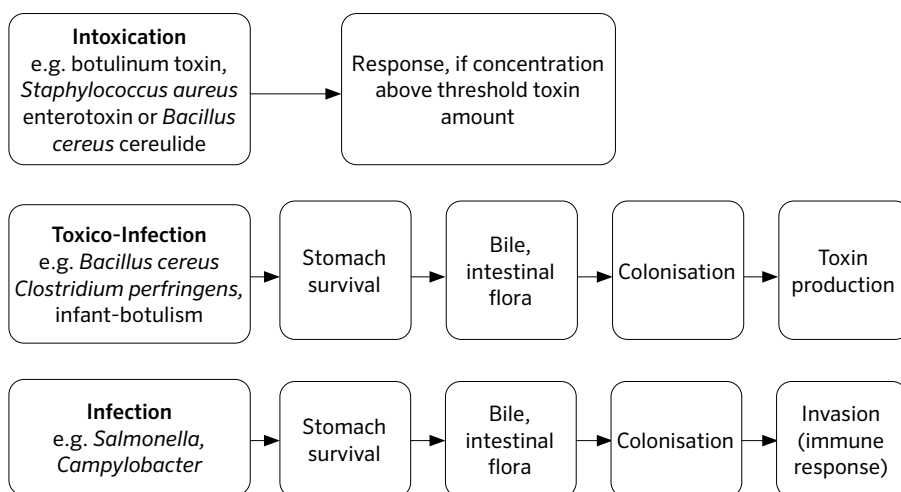 Intoxication
e.g. botulinum toxin,
Staphylococcus aureus
enterotoxin or Bacillus
cereus cereulide
Response, if concentration
above threshold toxin
amount
Toxico-Infection
e.g. Bacillus cereus
Clostridium perfringens,
infant-botulism
Stomach
survival
Bile,
intestinal
flora
Colonisation
Toxin
production
Infection
e.g. Salmonella,
Campylobacter
Stomach
survival
Bile,
intestinal
flora
Colonisation
Invasion
(immune
response)